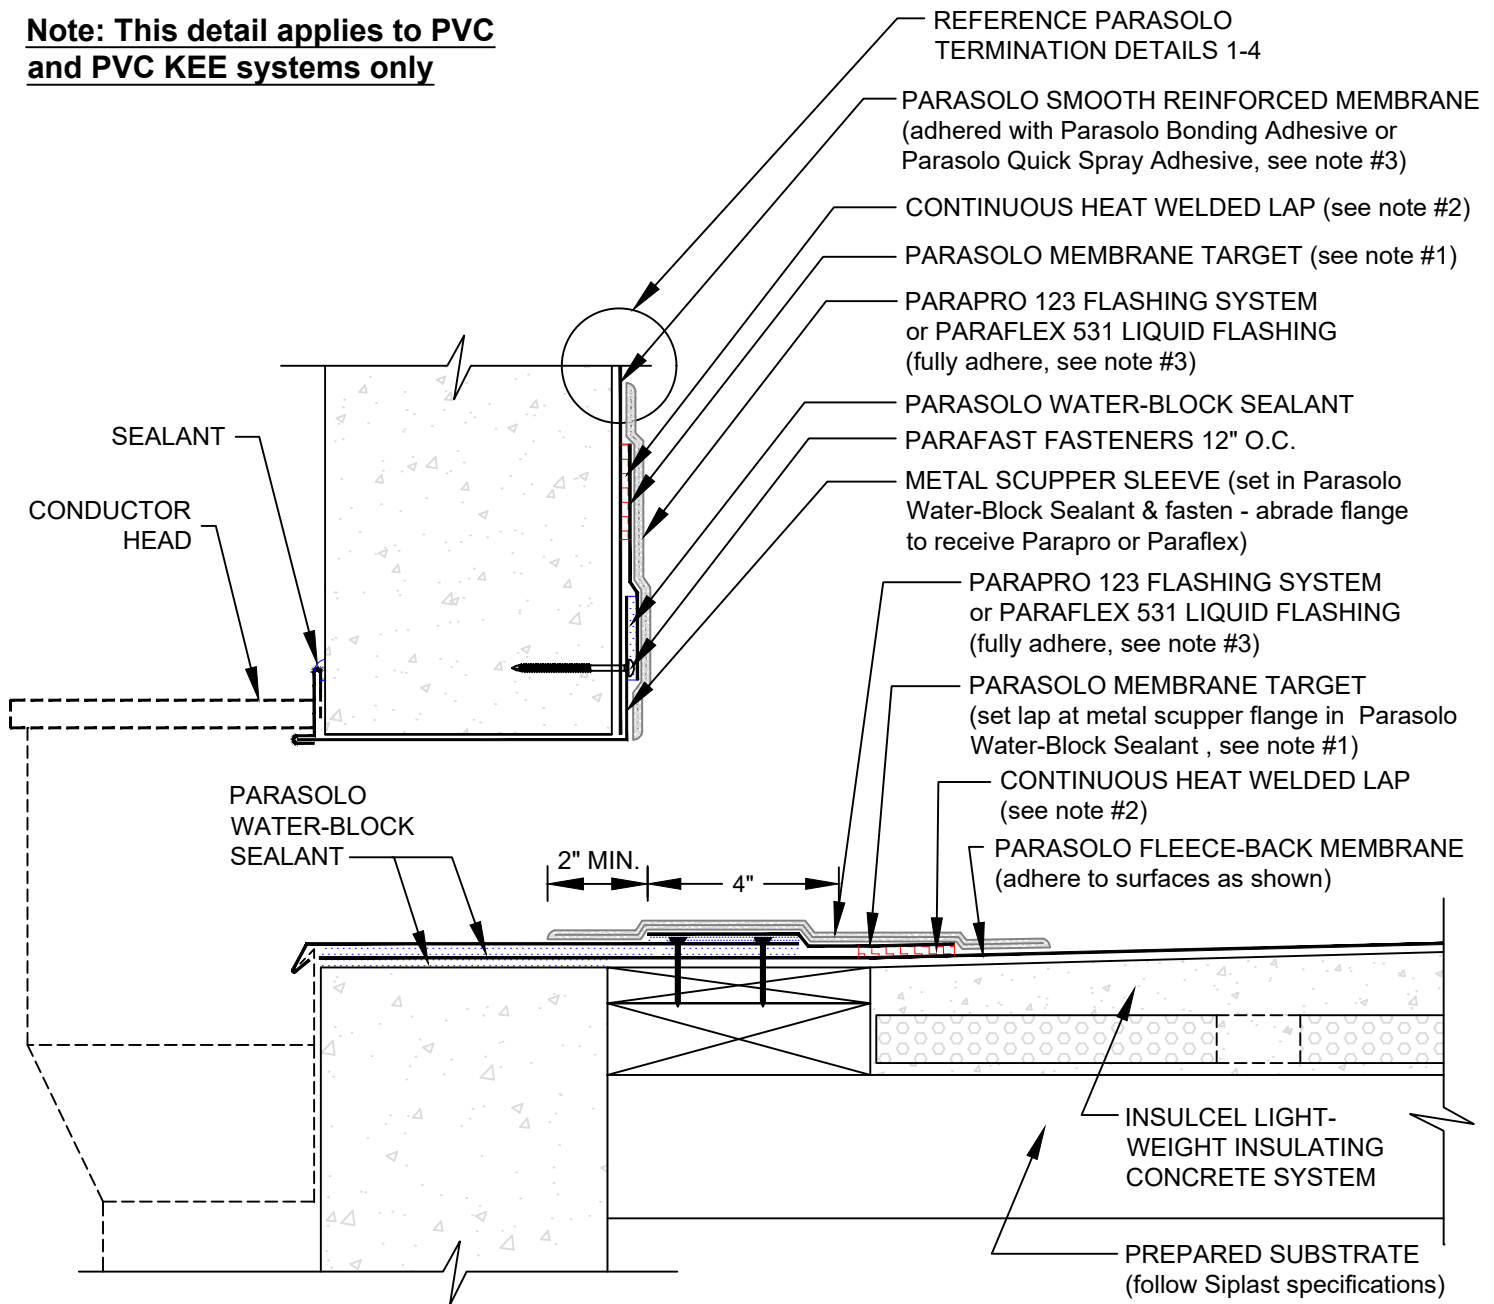 Note: This detail applies to PVC
and PVC KEE systems only
REFERENCE PARASOLO
TERMINATION DETAILS 1-4
PARASOLO SMOOTH REINFORCED MEMBRANE
(adhered with Parasolo Bonding Adhesive or
Parasolo Quick Spray Adhesive, see note #3)
CONTINUOUS HEAT WELDED LAP (see note #2)
PARASOLO MEMBRANE TARGET (see note #1)
PARAPRO 123 FLASHING SYSTEM
or PARAFLEX 531 LIQUID FLASHING
(fully adhere, see note #3)
PARASOLO WATER-BLOCK SEALANT
PARAFAST FASTENERS 12" O.C.
METAL SCUPPER SLEEVE (set in Parasolo
Water-Block Sealant & fasten - abrade flange
to receive Parapro or Paraflex)
SEALANT
CONDUCTOR
HEAD
PARAPRO 123 FLASHING SYSTEM
or PARAFLEX 531 LIQUID FLASHING
(fully adhere, see note #3)
PARASOLO MEMBRANE TARGET
(set lap at metal scupper flange in Parasolo
Water-Block Sealant , see note #1)
CONTINUOUS HEAT WELDED LAP
(see note #2)
PARASOLO FLEECE-BACK MEMBRANE
(adhere to surfaces as shown)
PARASOLO
WATER-BLOCK
SEALANT
2" MIN.
4"
INSULCEL LIGHT-
WEIGHT INSULATING
CONCRETE SYSTEM
PREPARED SUBSTRATE
(follow Siplast specifications)